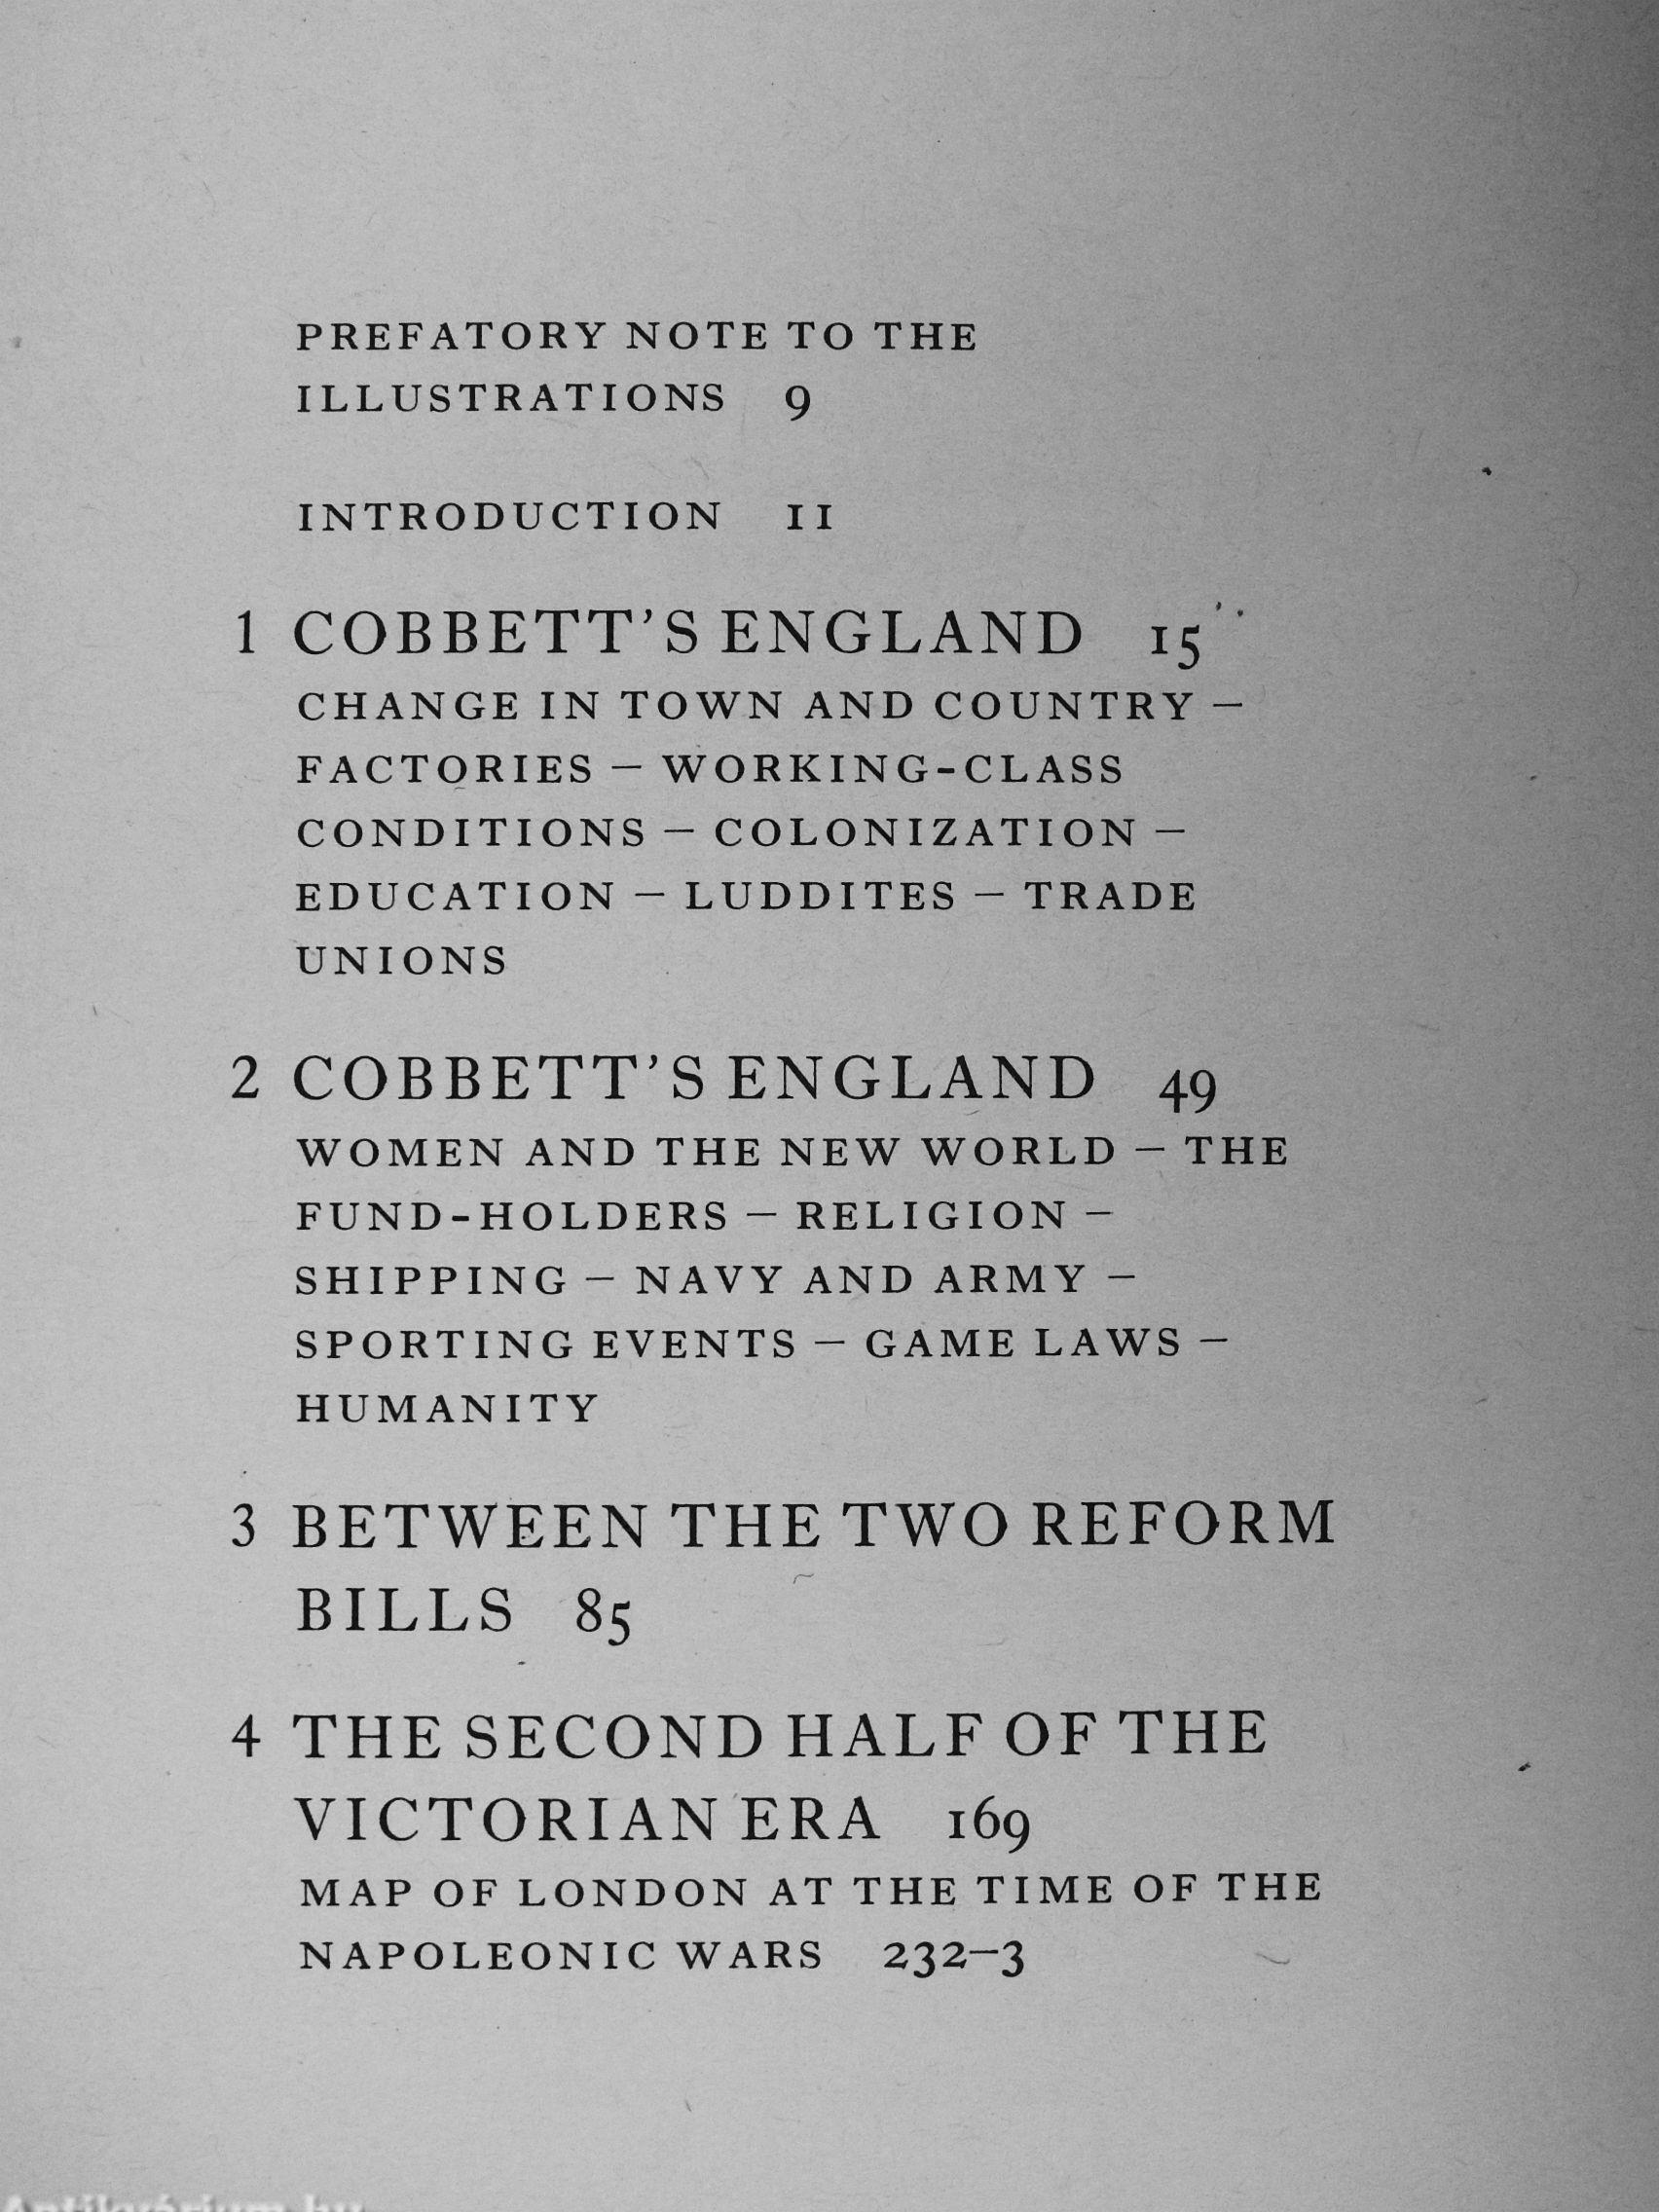 PREFATORY NOTE TO THE
ILLUSTRATIONS 9
INTRODUCTION 11
1 COBBETT'S ENGLAND 15
CHANGE IN TOWN AND COUNTRY –
FACTORIES – WORKING-CLASS
CONDITIONS – COLONIZATION –
EDUCATION – LUDDITES – TRADE
UNIONS
2 COBBETT'S ENGLAND 49
WOMEN AND THE NEW WORLD – THE
FUND-HOLDERS – RELIGION –
SHIPPING – NAVY AND ARMY –
SPORTING EVENTS – GAME LAWS –
HUMANITY
3 BETWEEN THE TWO REFORM
BILLS 85
4 THE SECOND HALF OF THE
VICTORIAN ERA 169
MAP OF LONDON AT THE TIME OF THE
NAPOLEONIC WARS 232–3
Antikvárium.hu